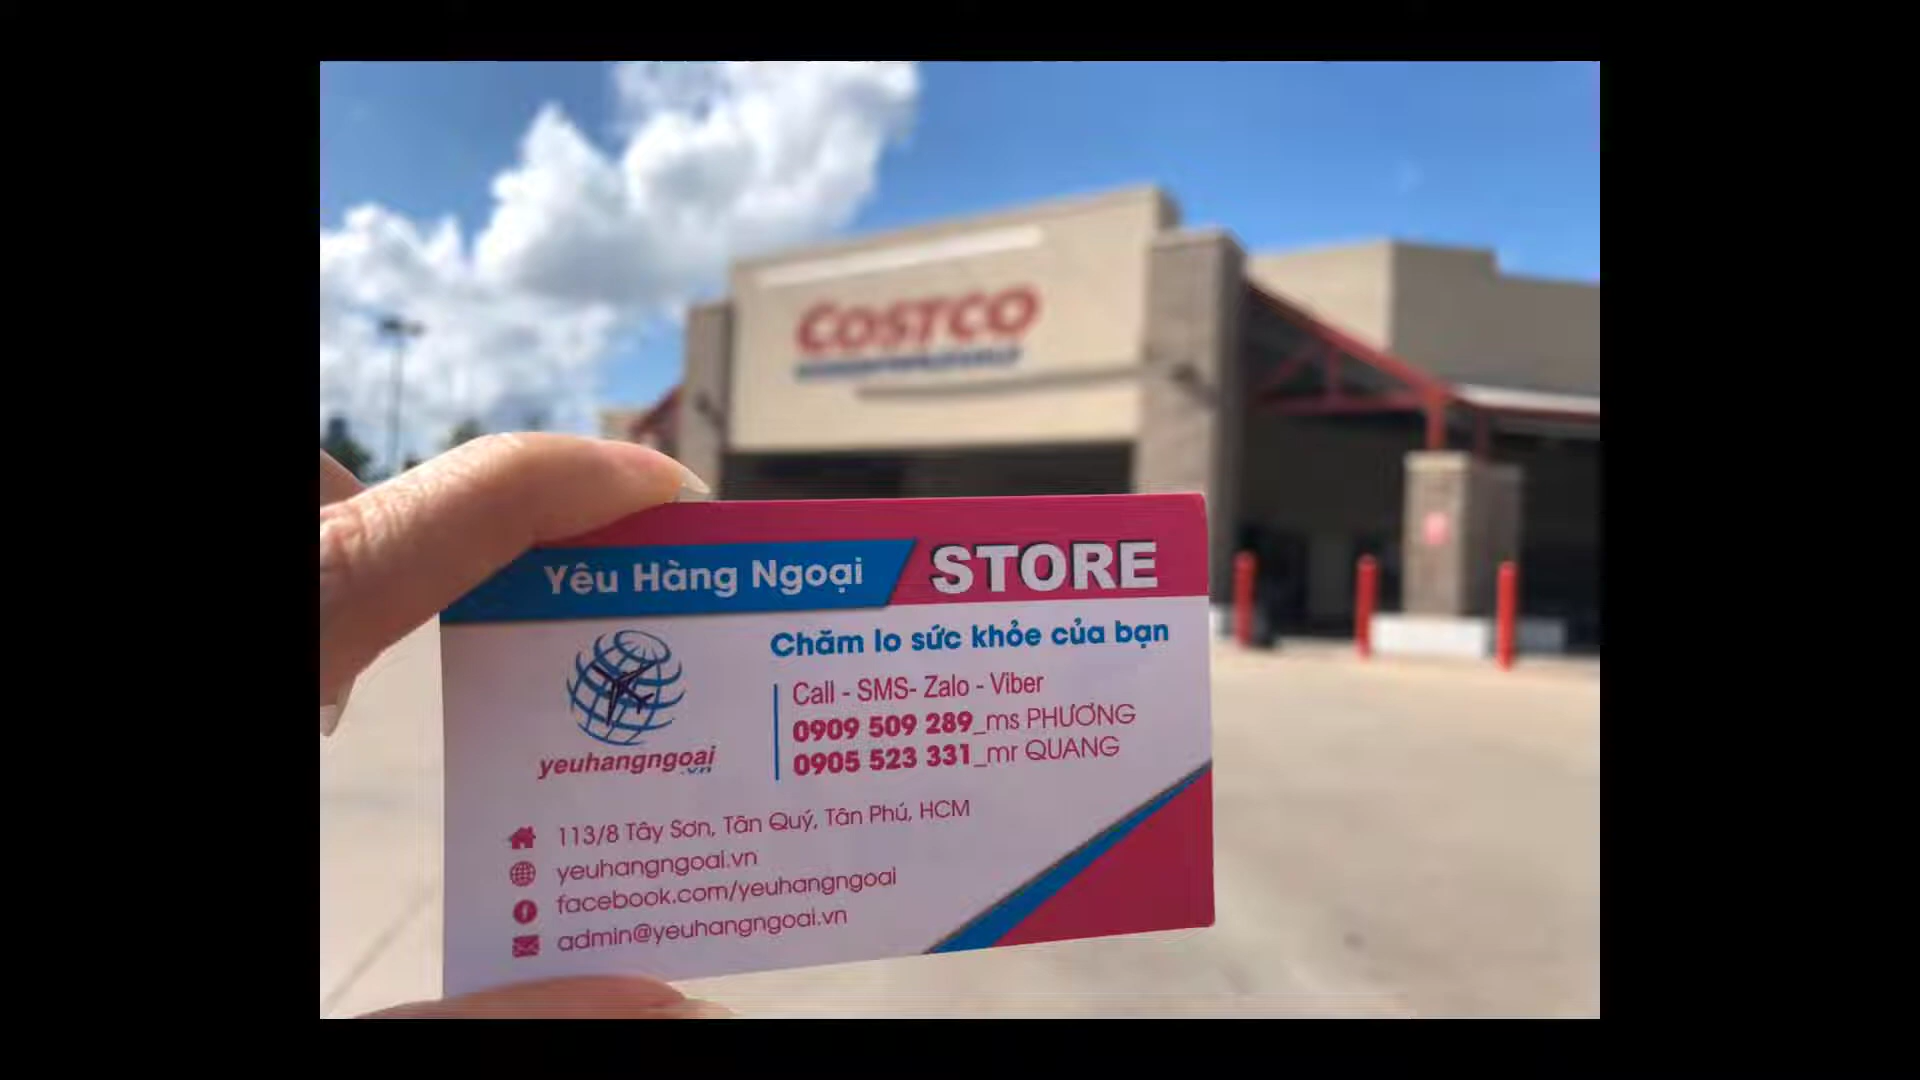 COSTCO
Yêu Hàng Ngoại STORE
Chăm lo sức khỏe của bạn
Call - SMS- Zalo - Viber
0909 509 289_ms PHƯƠNG
0905 523 331_mr QUANG
yeuhangngoai
.vn
113/8 Tây Sơn, Tân Quý, Tân Phú, HCM
yeuhangngoai.vn
facebook.com/yeuhangngoai
admin@yeuhangngoai.vn